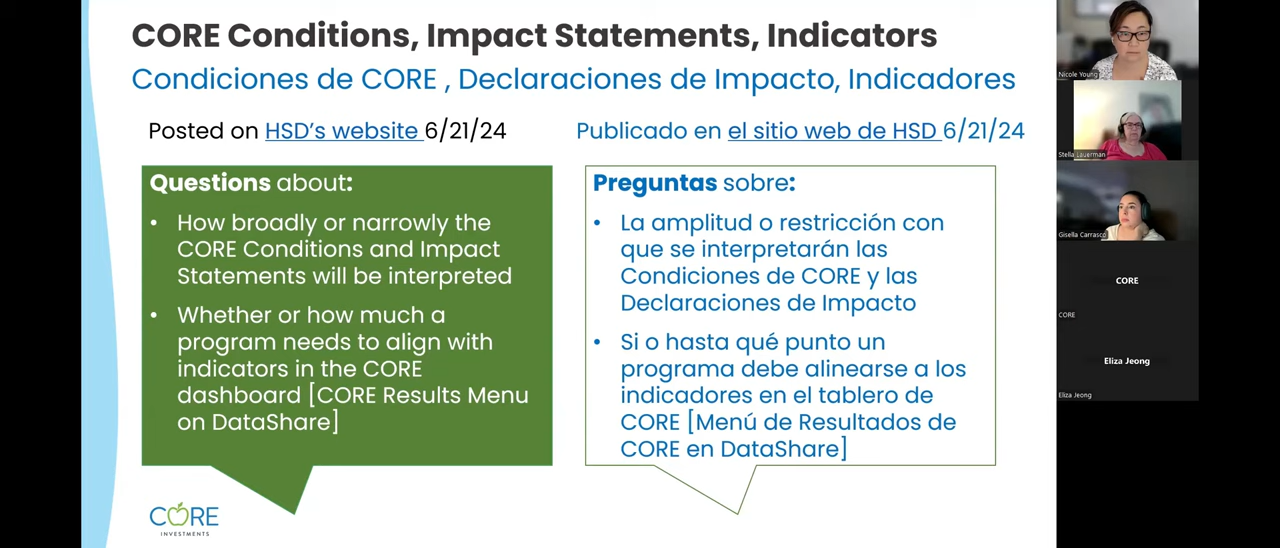 CORE Conditions, Impact Statements, Indicators
Condiciones de CORE , Declaraciones de Impacto, Indicadores
Posted on HSD's website 6/21/24
Publicado en el sitio web de HSD 6/21/24
Questions about:
• How broadly or narrowly the
CORE Conditions and Impact
Statements will be interpreted
• Whether or how much a
program needs to align with
indicators in the CORE
dashboard [CORE Results Menu
on DataShare]
Preguntas sobre:
• La amplitud o restricción con
que se interpretarán las
Condiciones de CORE y las
Declaraciones de Impacto
• Si o hasta qué punto un
programa debe alinearse a los
indicadores en el tablero de
CORE [Menú de Resultados de
CORE en DataShare]
CORE
INVESTMENTS
Nicole Young
Stella Lauerman
Gisella Carrasco
CORE
CORE
Eliza Jeong
Eliza Jeong